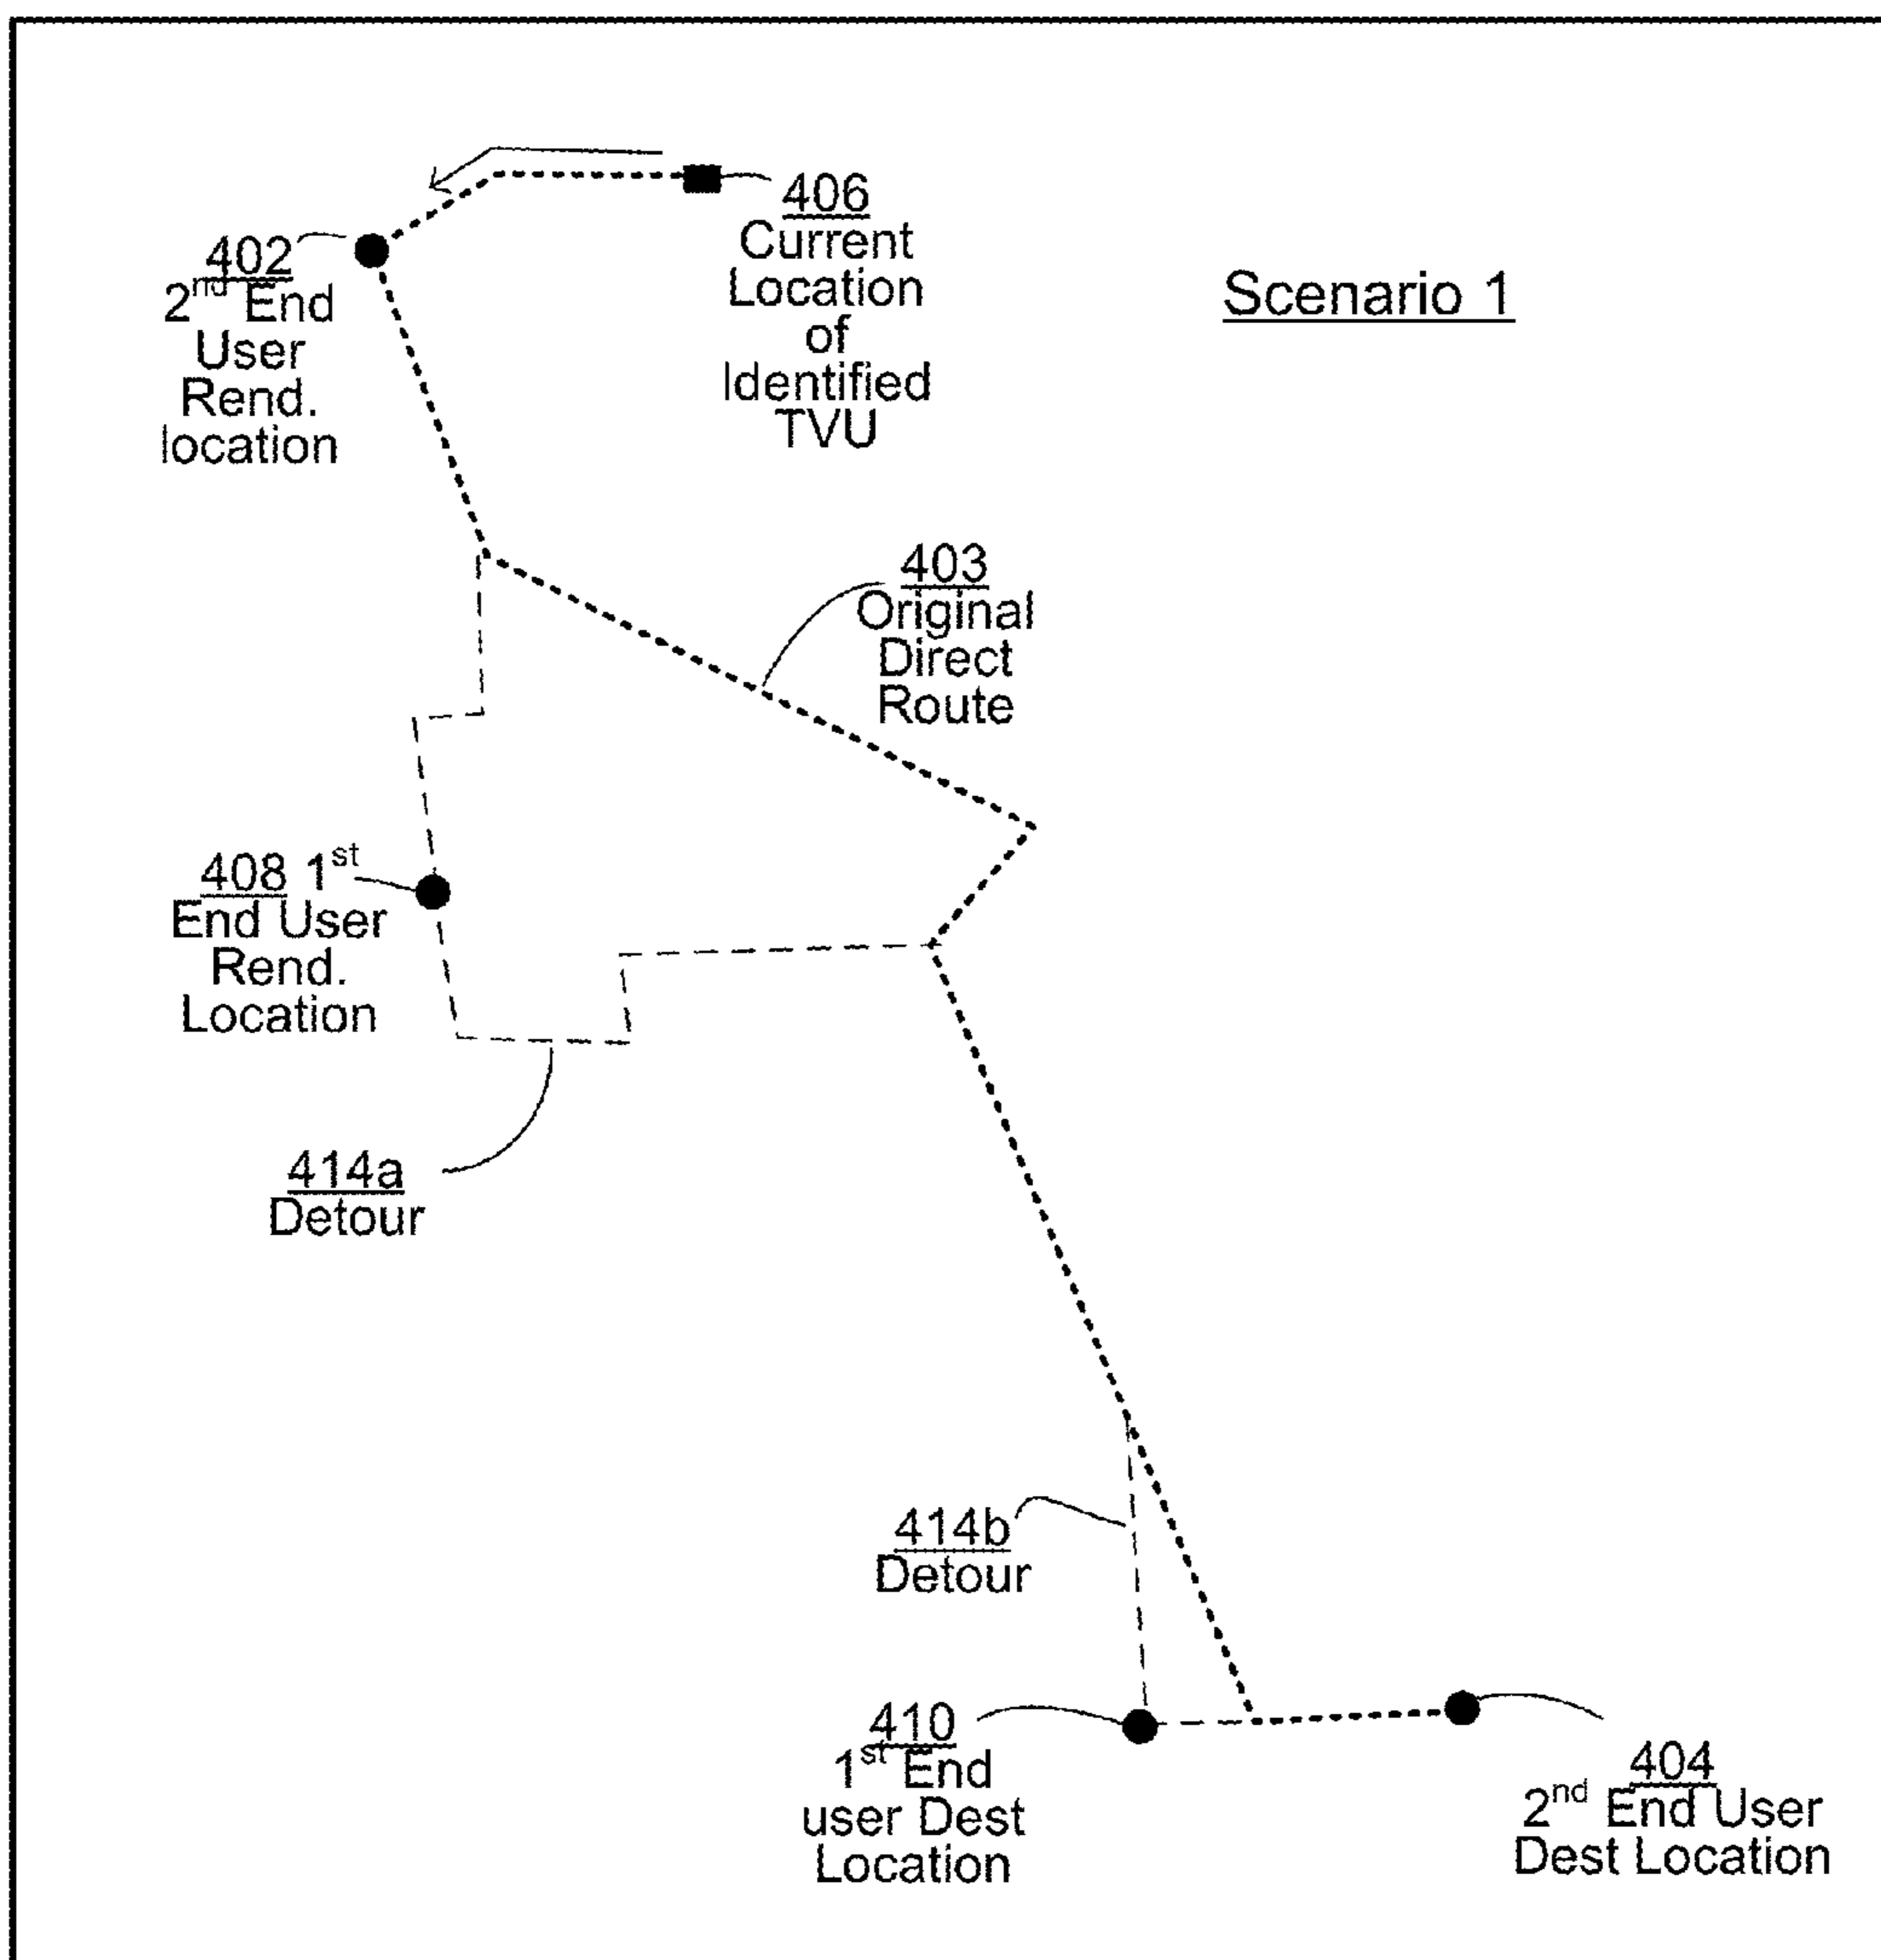 406
Current
Location
of
Identified
TVU
402
2nd End
User
Rend.
location
Scenario 1
403
Original
Direct
Route
408 1st
End User
Rend.
Location
414a
Detour
414b
Detour
410
1st End
user Dest
Location
404
2nd End User
Dest Location